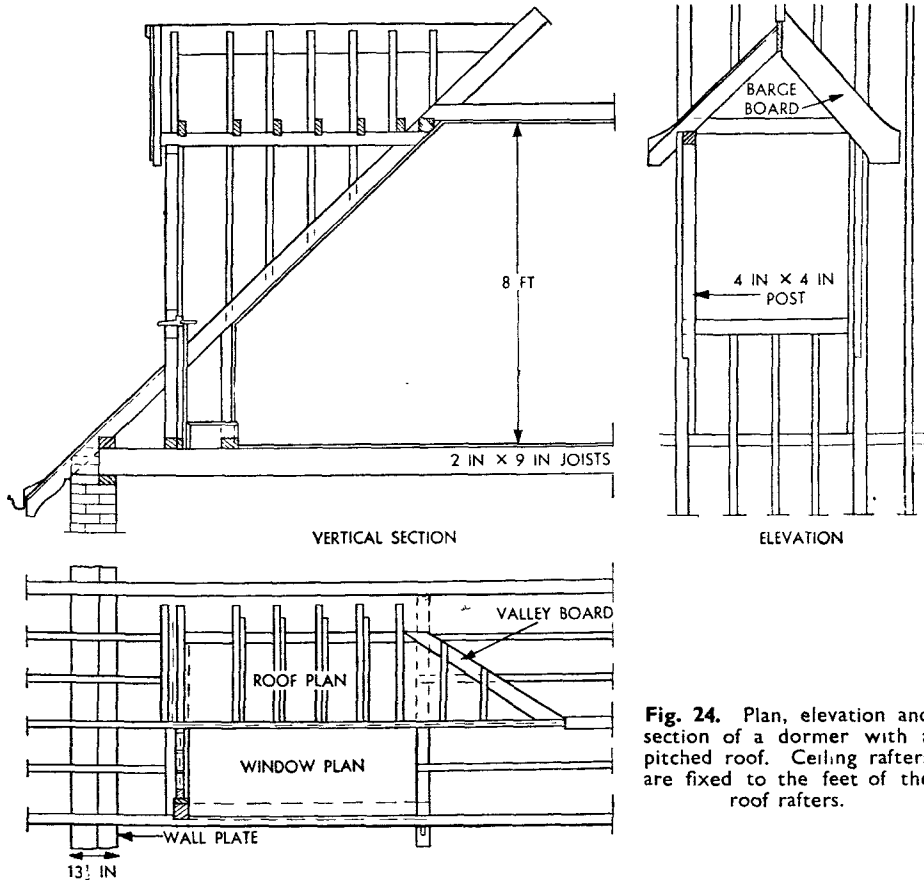 BARGE
BOARD
8 FT
4 IN × 4 IN
POST
2 IN × 9 IN JOISTS
VERTICAL SECTION
ELEVATION
VALLEY BOARD
ROOF PLAN
WINDOW PLAN
WALL PLATE
13½ IN
Fig. 24. Plan, elevation and
section of a dormer with a
pitched roof. Ceiling rafters
are fixed to the feet of the
roof rafters.